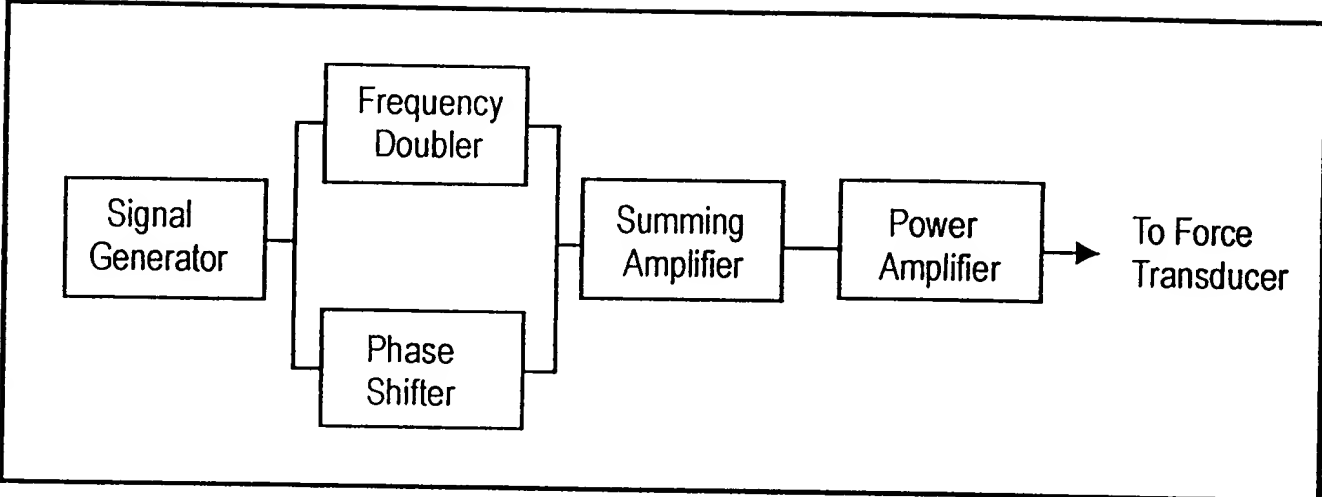 Signal
Generator
Frequency
Doubler
Phase
Shifter
Summing
Amplifier
Power
Amplifier
To Force
Transducer